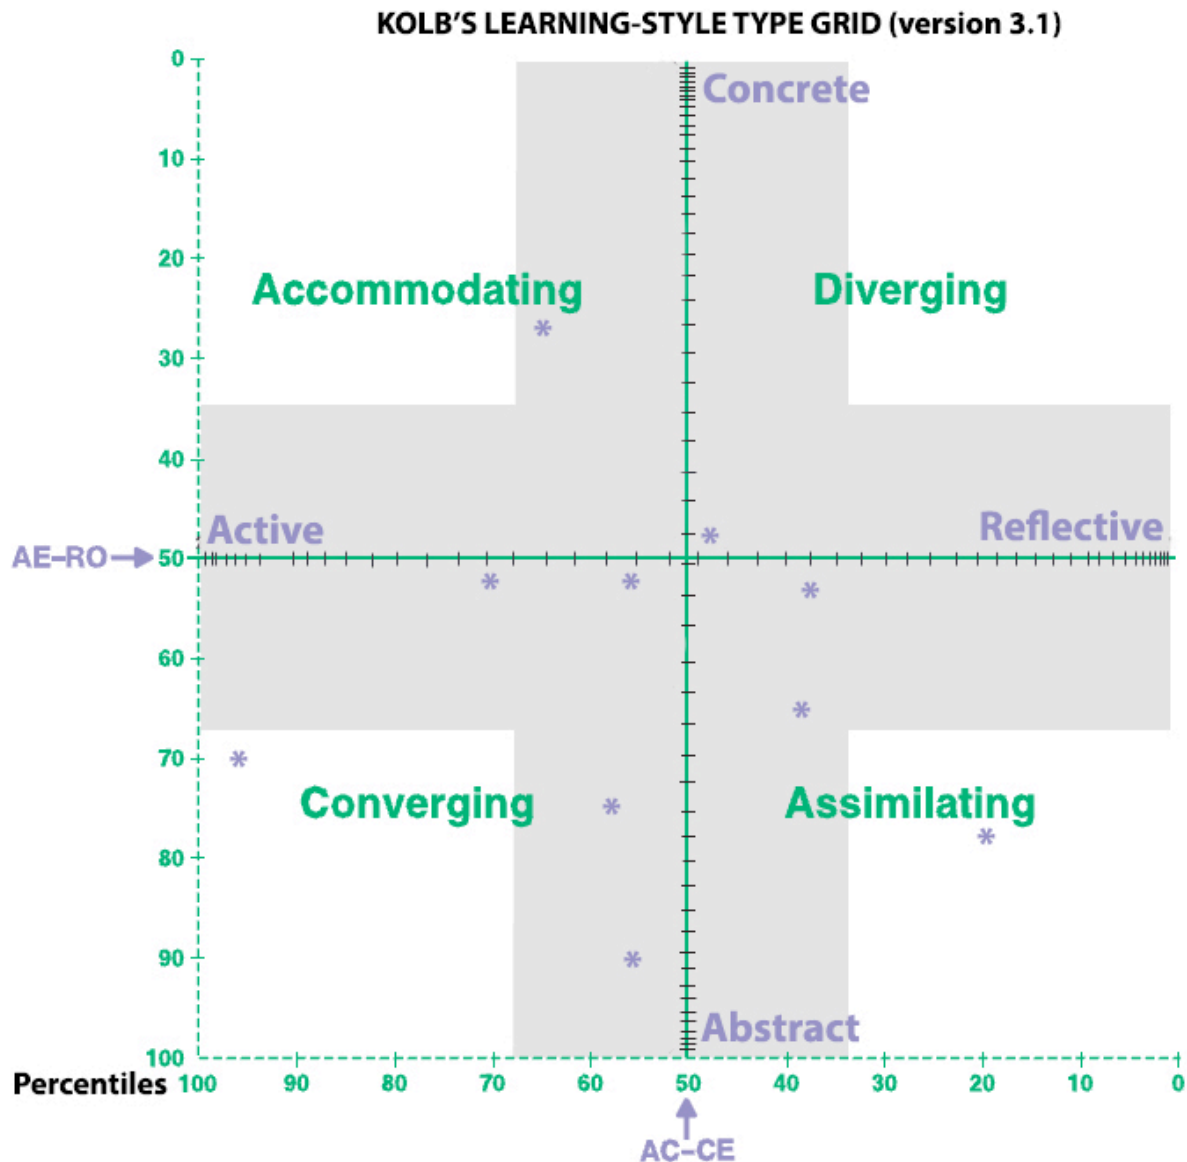 KOLB'S LEARNING-STYLE TYPE GRID (version 3.1)
0
Concrete
10
20
Accommodating
Diverging
30
40
Active
Reflective
AE–RO
50
60
70
Converging
Assimilating
80
90
Abstract
100
Percentiles 100 90 80 70 60 50 40 30 20 10 0
AC–CE